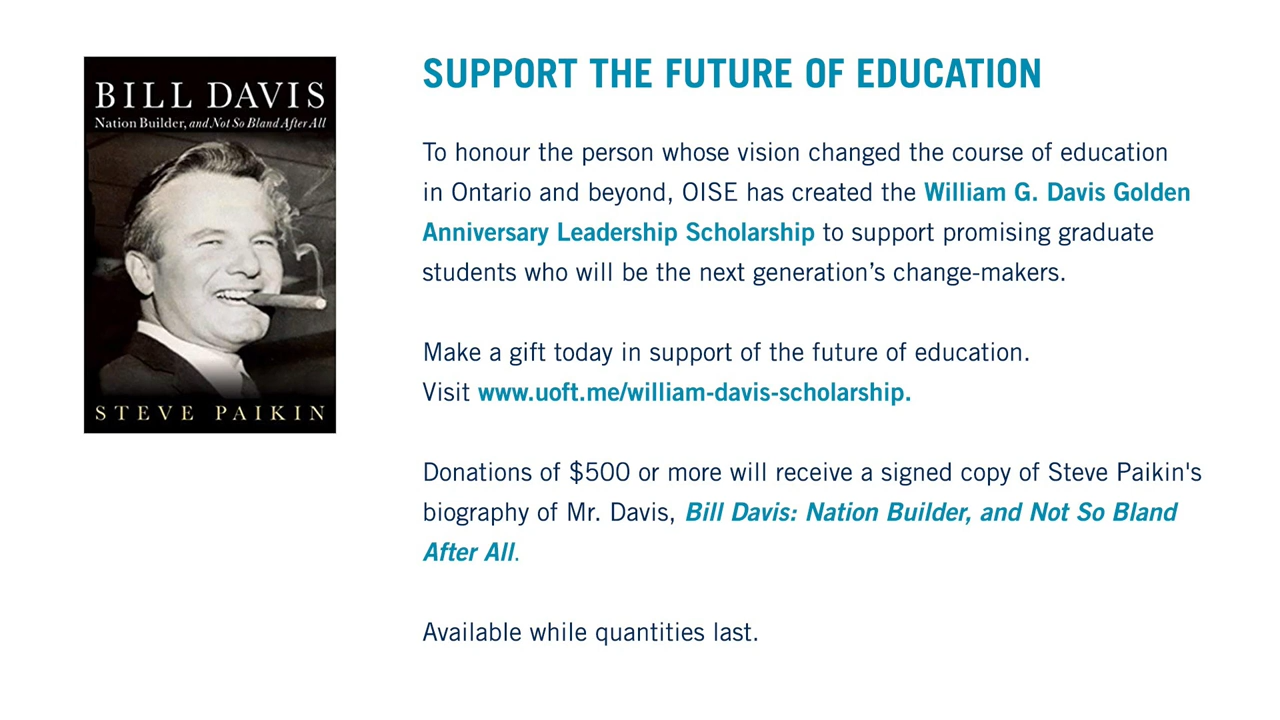 BILL DAVIS
Nation Builder, and Not So Bland After All
STEVE PAIKIN
SUPPORT THE FUTURE OF EDUCATION
To honour the person whose vision changed the course of education
in Ontario and beyond, OISE has created the William G. Davis Golden
Anniversary Leadership Scholarship to support promising graduate
students who will be the next generation’s change-makers.
Make a gift today in support of the future of education.
Visit www.uoft.me/william-davis-scholarship.
Donations of $500 or more will receive a signed copy of Steve Paikin's
biography of Mr. Davis, Bill Davis: Nation Builder, and Not So Bland
After All.
Available while quantities last.